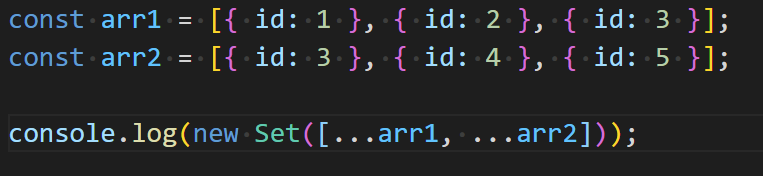 const arr1 = [{ id: 1 }, { id: 2 }, { id: 3 }];
const arr2 = [{ id: 3 }, { id: 4 }, { id: 5 }];
console.log(new Set([...arr1, ...arr2]));